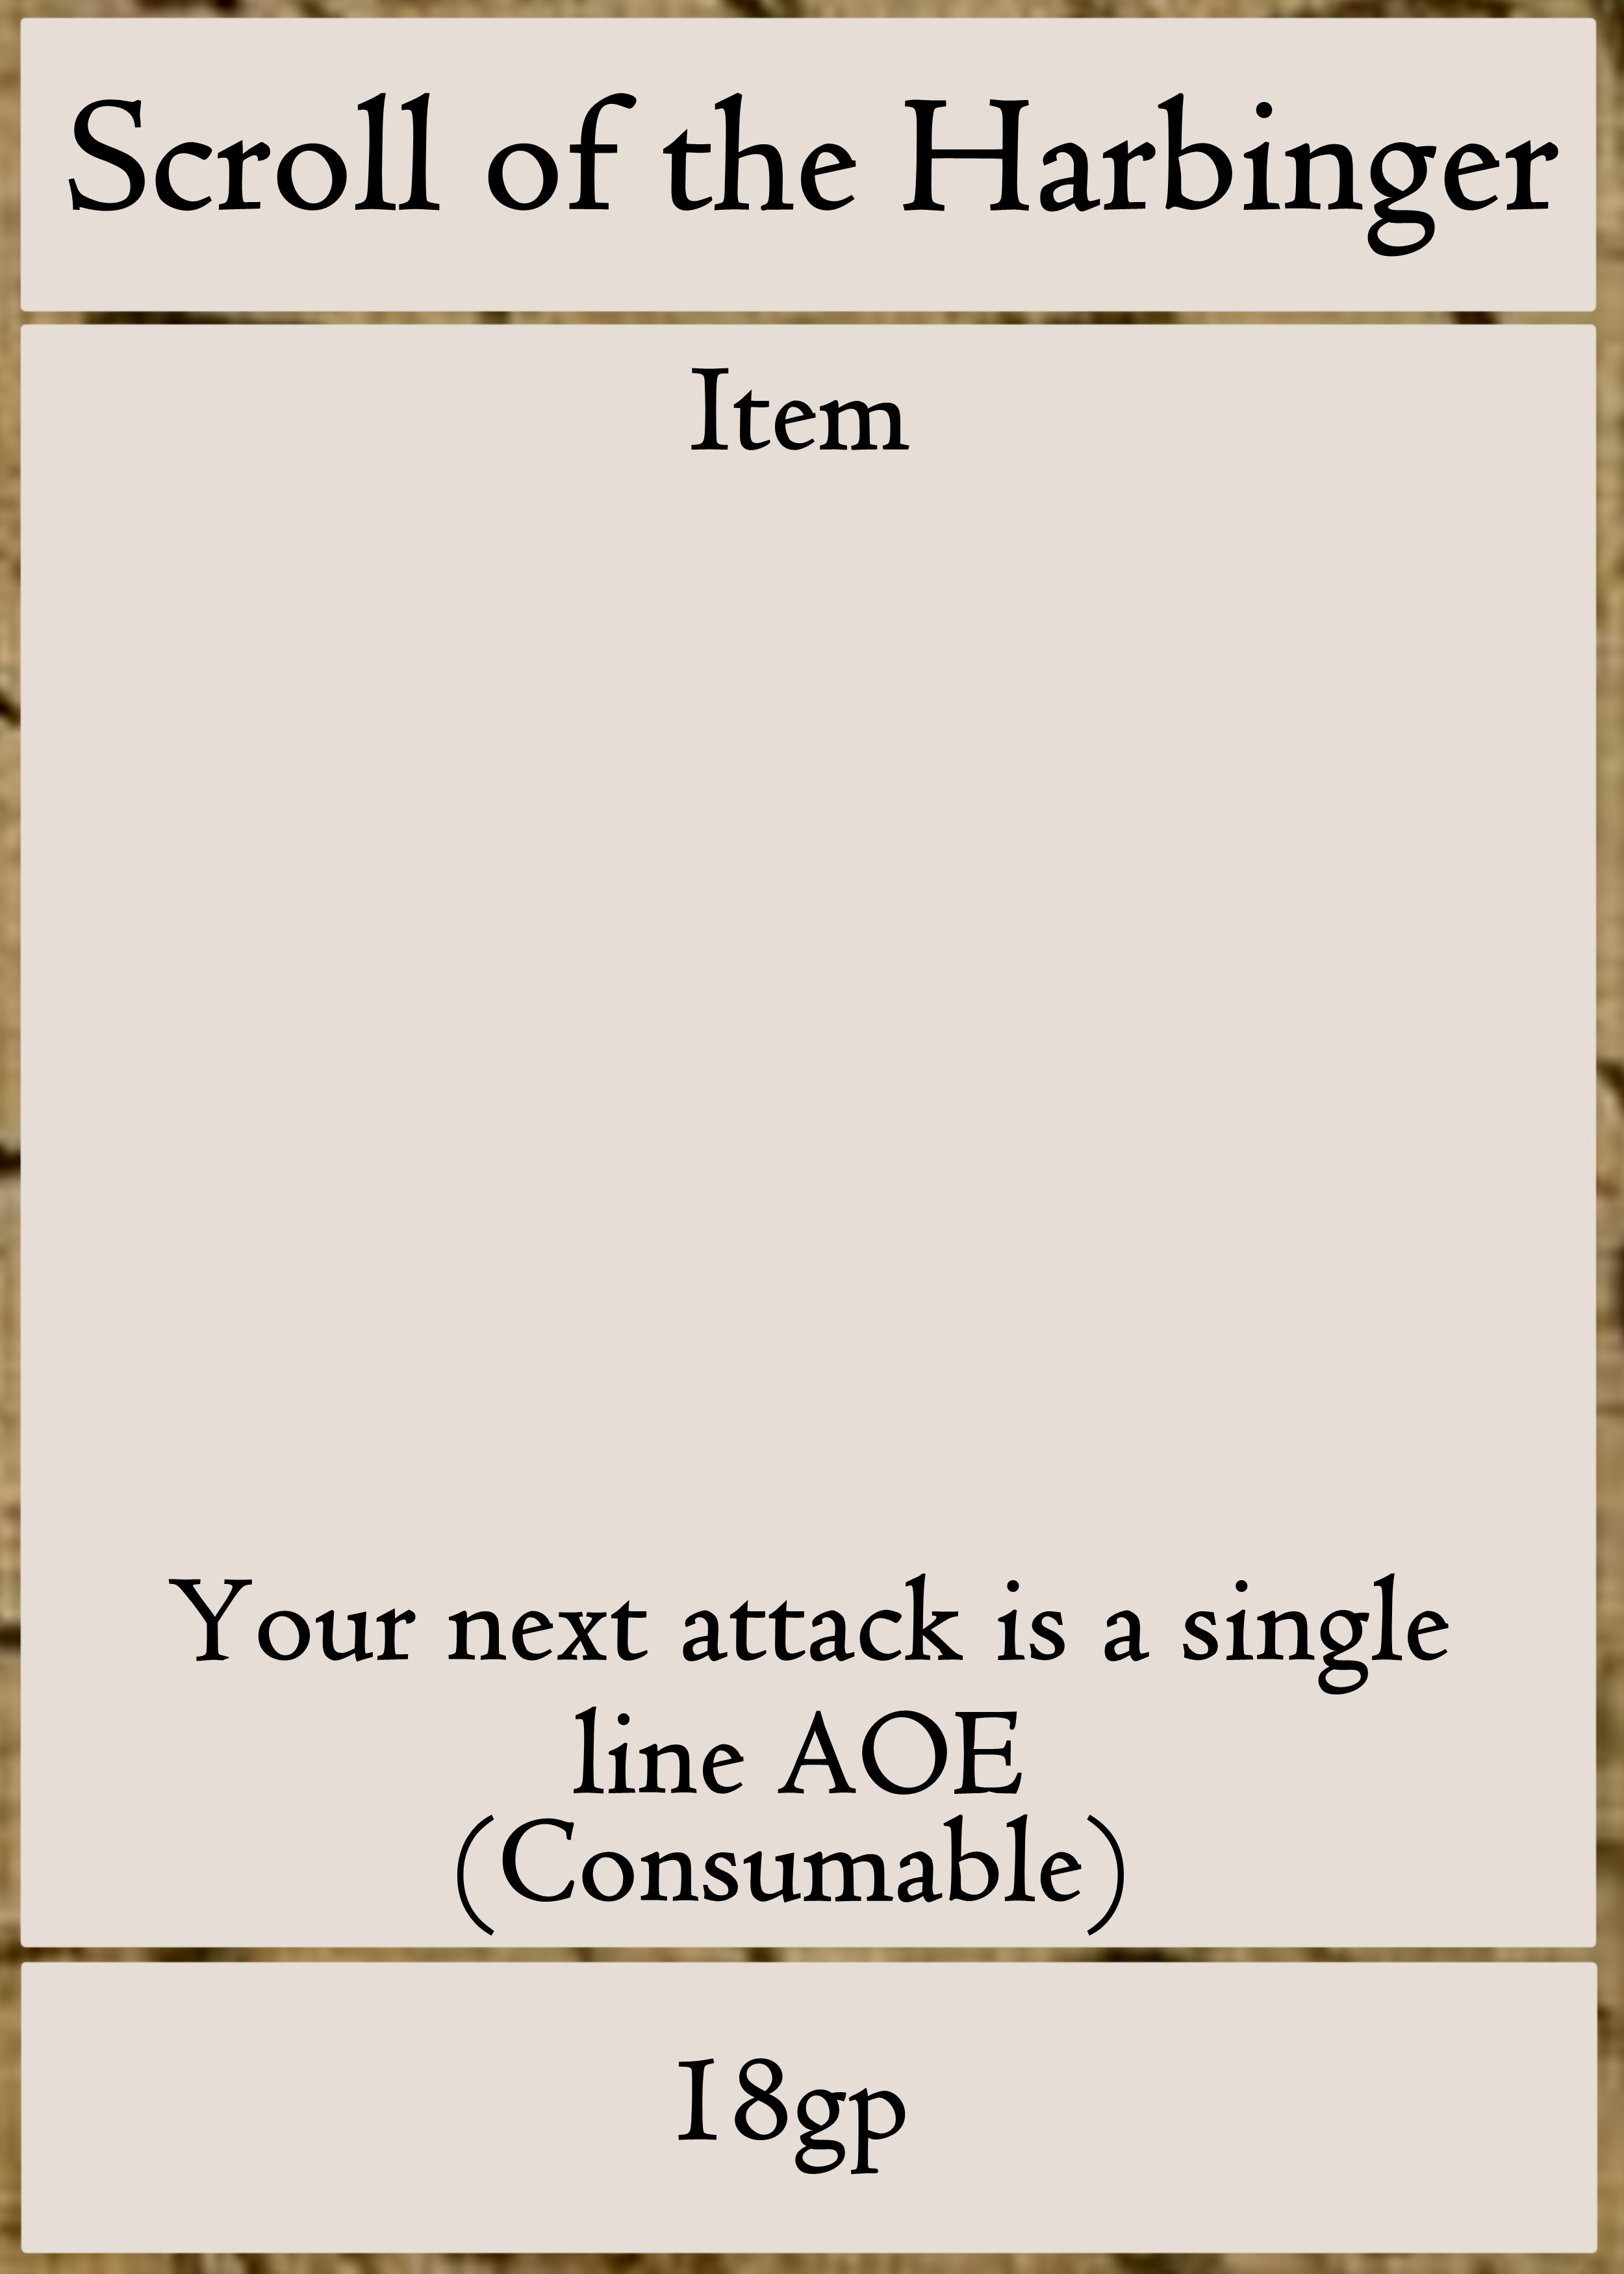 Scroll of the Harbinger
Item
Your next attack is a single
line AOE
(Consumable)
18gp